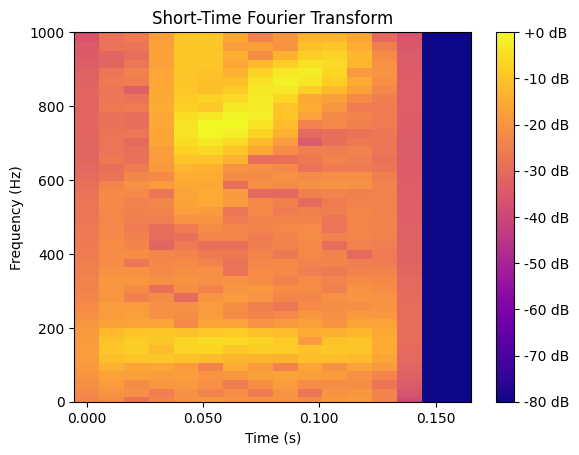 Short-Time Fourier Transform
1000
800
600
400
200
0
Frequency (Hz)
0.000
0.050
0.100
0.150
Time (s)
+0 dB
-10 dB
-20 dB
-30 dB
-40 dB
-50 dB
-60 dB
-70 dB
-80 dB